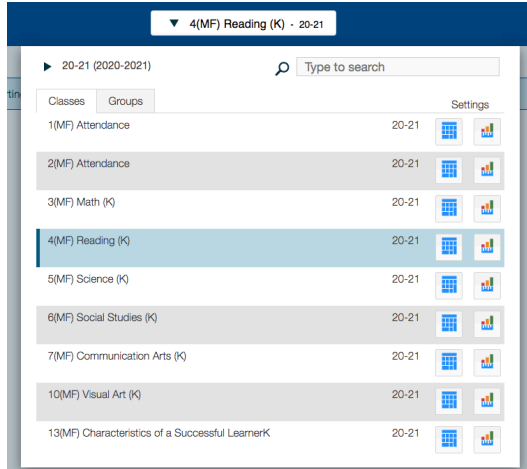 4(MF) Reading (K) · 20-21
20-21 (2020-2021) Type to search
Classes Groups Settings
1(MF) Attendance 20-21
2(MF) Attendance 20-21
3(MF) Math (K) 20-21
4(MF) Reading (K) 20-21
5(MF) Science (K) 20-21
6(MF) Social Studies (K) 20-21
7(MF) Communication Arts (K) 20-21
10(MF) Visual Art (K) 20-21
13(MF) Characteristics of a Successful LearnerK 20-21